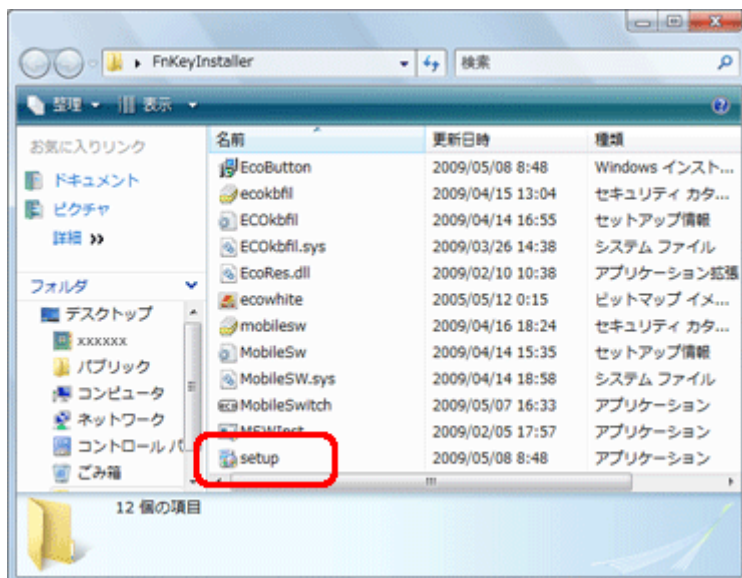 FnKeyInstaller
検索
整理 表示
お気に入りリンク
ドキュメント
ピクチャ
詳細 »
フォルダ
デスクトップ
xxxxxx
パブリック
コンピュータ
ネットワーク
コントロール パ
ごみ箱
名前 更新日時 種類
EcoButton 2009/05/08 8:48 Windows インスト...
ecokbfil 2009/04/15 13:04 セキュリティ カタ...
ECOkbfil 2009/04/14 16:55 セットアップ情報
ECOkbfil.sys 2009/03/26 14:38 システム ファイル
EcoRes.dll 2009/02/10 10:38 アプリケーション拡張
ecowhite 2005/05/12 0:15 ビットマップ イメ...
mobilesw 2009/04/16 18:24 セキュリティ カタ...
MobileSw 2009/04/14 15:35 セットアップ情報
MobileSW.sys 2009/04/14 18:58 システム ファイル
MobileSwitch 2009/05/07 16:33 アプリケーション
MSWInst 2009/02/05 17:57 アプリケーション
setup 2009/05/08 8:48 アプリケーション
12 個の項目